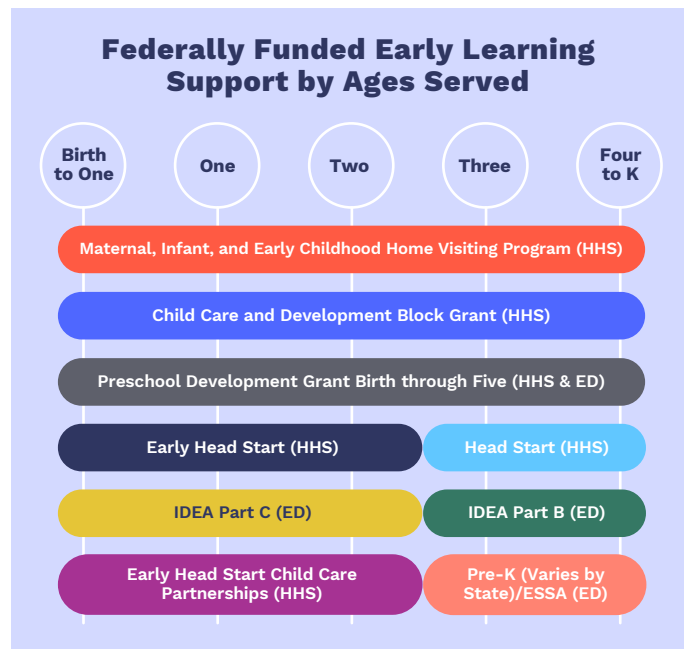 Federally Funded Early Learning
Support by Ages Served
Birth
to One
One
Two
Three
Four
to K
Maternal, Infant, and Early Childhood Home Visiting Program (HHS)
Child Care and Development Block Grant (HHS)
Preschool Development Grant Birth through Five (HHS & ED)
Early Head Start (HHS)
Head Start (HHS)
IDEA Part C (ED)
IDEA Part B (ED)
Early Head Start Child Care
Partnerships (HHS)
Pre-K (Varies by
State)/ESSA (ED)